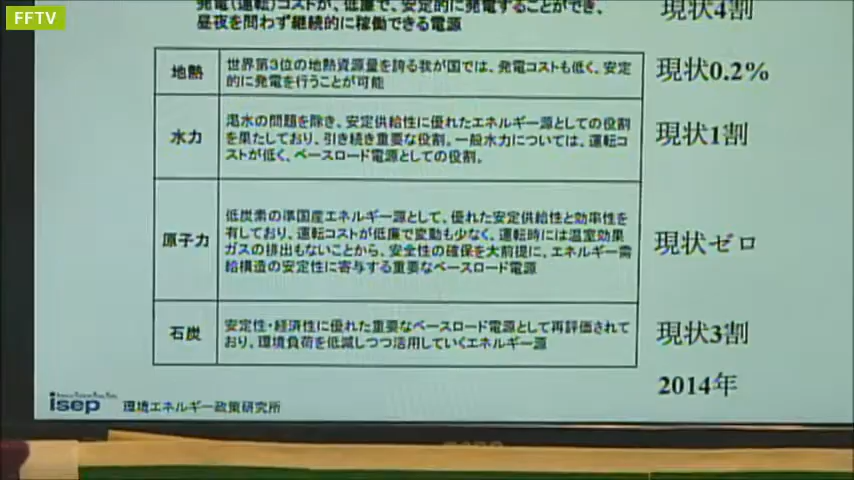 FFTV
発電（運転）コストが、低廉で、安定的に発電することができ、
昼夜を問わず継続的に稼働できる電源
現状4割
地熱
世界第3位の地熱資源量を誇る我が国では、発電コストも低く、安定
的に発電を行うことが可能
現状0.2%
水力
渇水の問題を除き、安定供給性に優れたエネルギー源としての役割
を果たしており、引き続き重要な役割。一般水力については、運転コ
ストが低く、ベースロード電源としての役割。
現状1割
原子力
低炭素の準国産エネルギー源として、優れた安定供給性と効率性を
有しており、運転コストが低廉で変動も少なく、運転時には温室効果
ガスの排出もないことから、安全性の確保を大前提に、エネルギー需
給構造の安定性に寄与する重要なベースロード電源
現状ゼロ
石炭
安定性・経済性に優れた重要なベースロード電源として再評価されて
おり、環境負荷を低減しつつ活用していくエネルギー源
現状3割
2014年
isep 環境エネルギー政策研究所